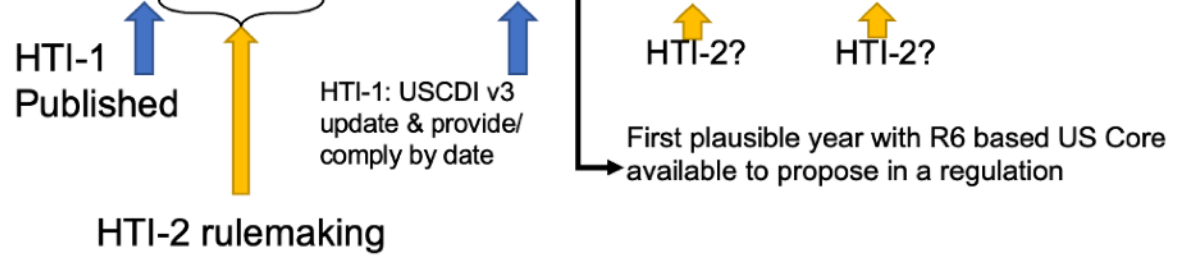 HTI-1
Published
HTI-2 rulemaking
HTI-1: USCDI v3
update & provide/
comply by date
HTI-2?
HTI-2?
First plausible year with R6 based US Core
available to propose in a regulation